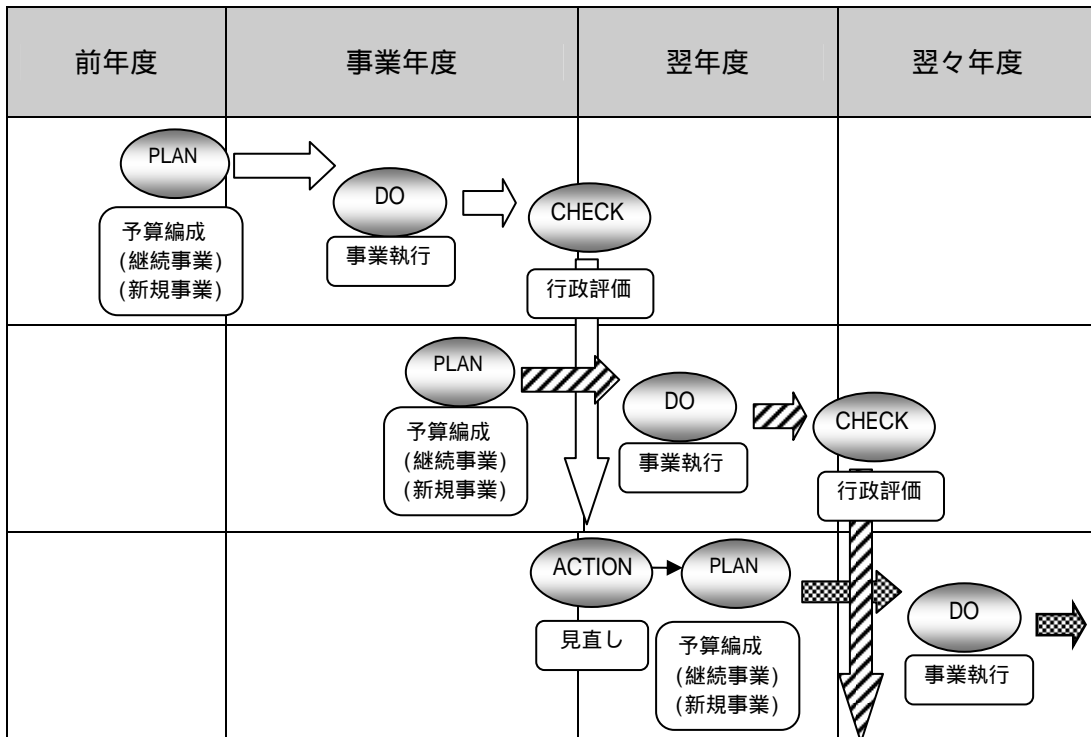 前年度
事業年度
翌年度
翌々年度
PLAN
予算編成
(継続事業)
(新規事業)
DO
事業執行
CHECK
行政評価
PLAN
予算編成
(継続事業)
(新規事業)
DO
事業執行
CHECK
行政評価
ACTION
見直し
PLAN
予算編成
(継続事業)
(新規事業)
DO
事業執行